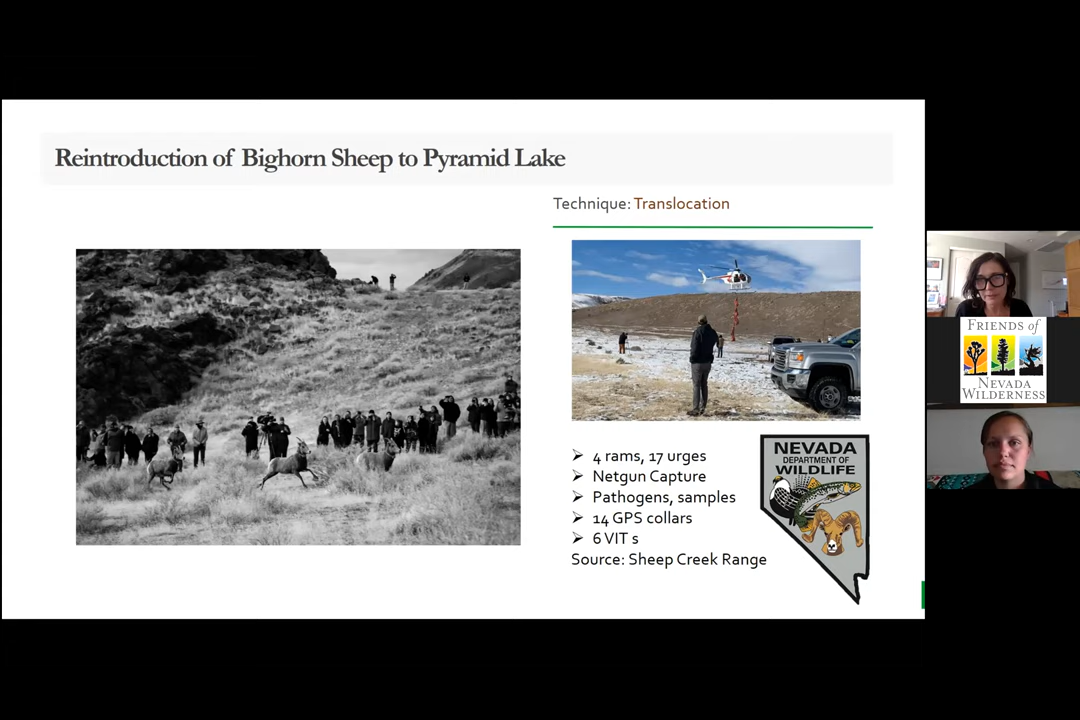 Reintroduction of Bighorn Sheep to Pyramid Lake
Technique: Translocation
4 rams, 17 urges
Netgun Capture
Pathogens, samples
14 GPS collars
6 VIT s
Source: Sheep Creek Range
NEVADA
DEPARTMENT OF
WILDLIFE
FRIENDS of
NEVADA
WILDERNESS